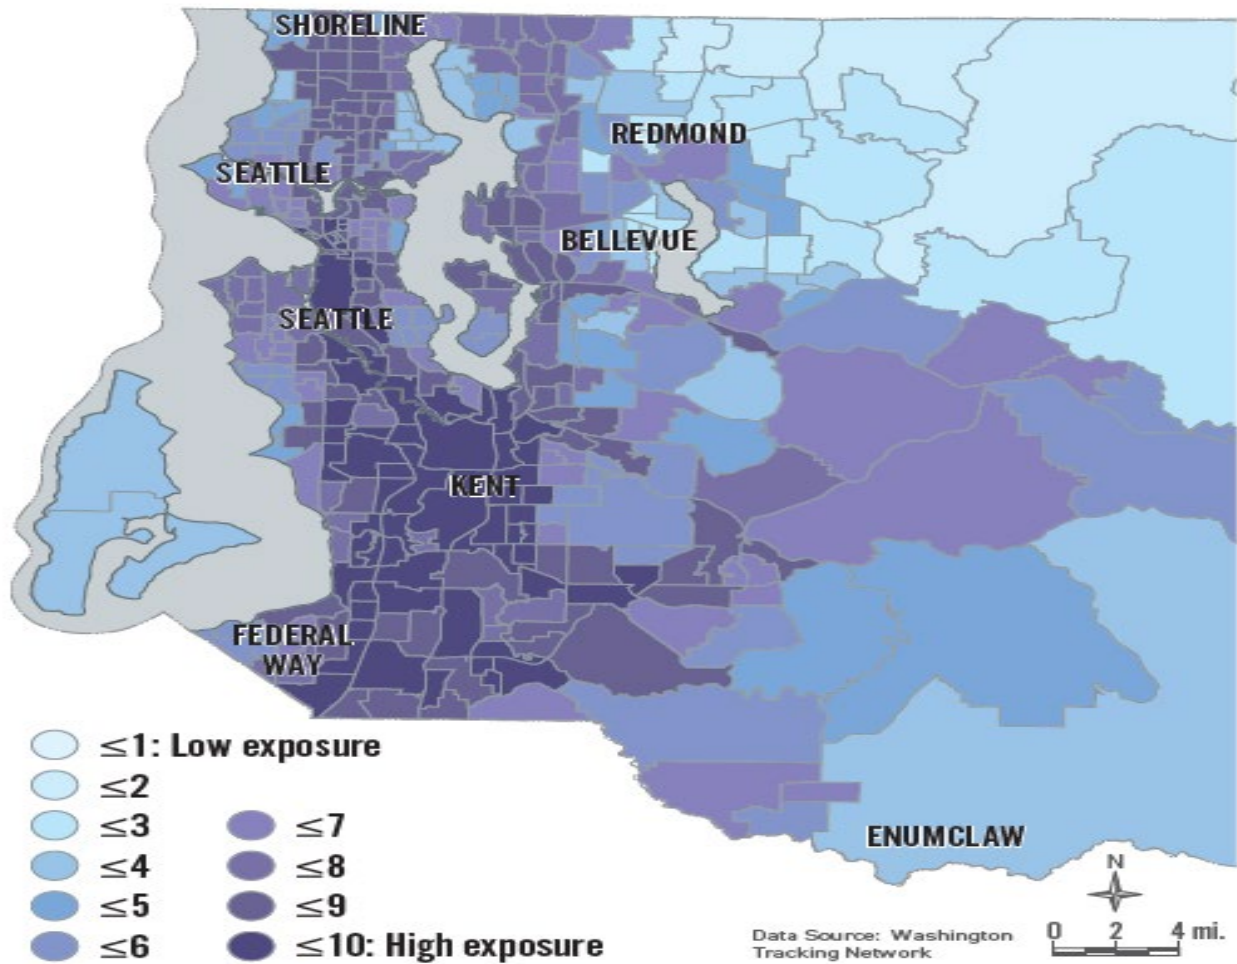 SHORELINE
REDMOND
SEATTLE
BELLEVUE
SEATTLE
KENT
FEDERAL
WAY
≤1: Low exposure
≤2
≤3
≤4
≤5
≤6
≤7
≤8
≤9
≤10: High exposure
ENUMCLAW
N
0 2 4 mi.
Data Source: Washington
Tracking Network